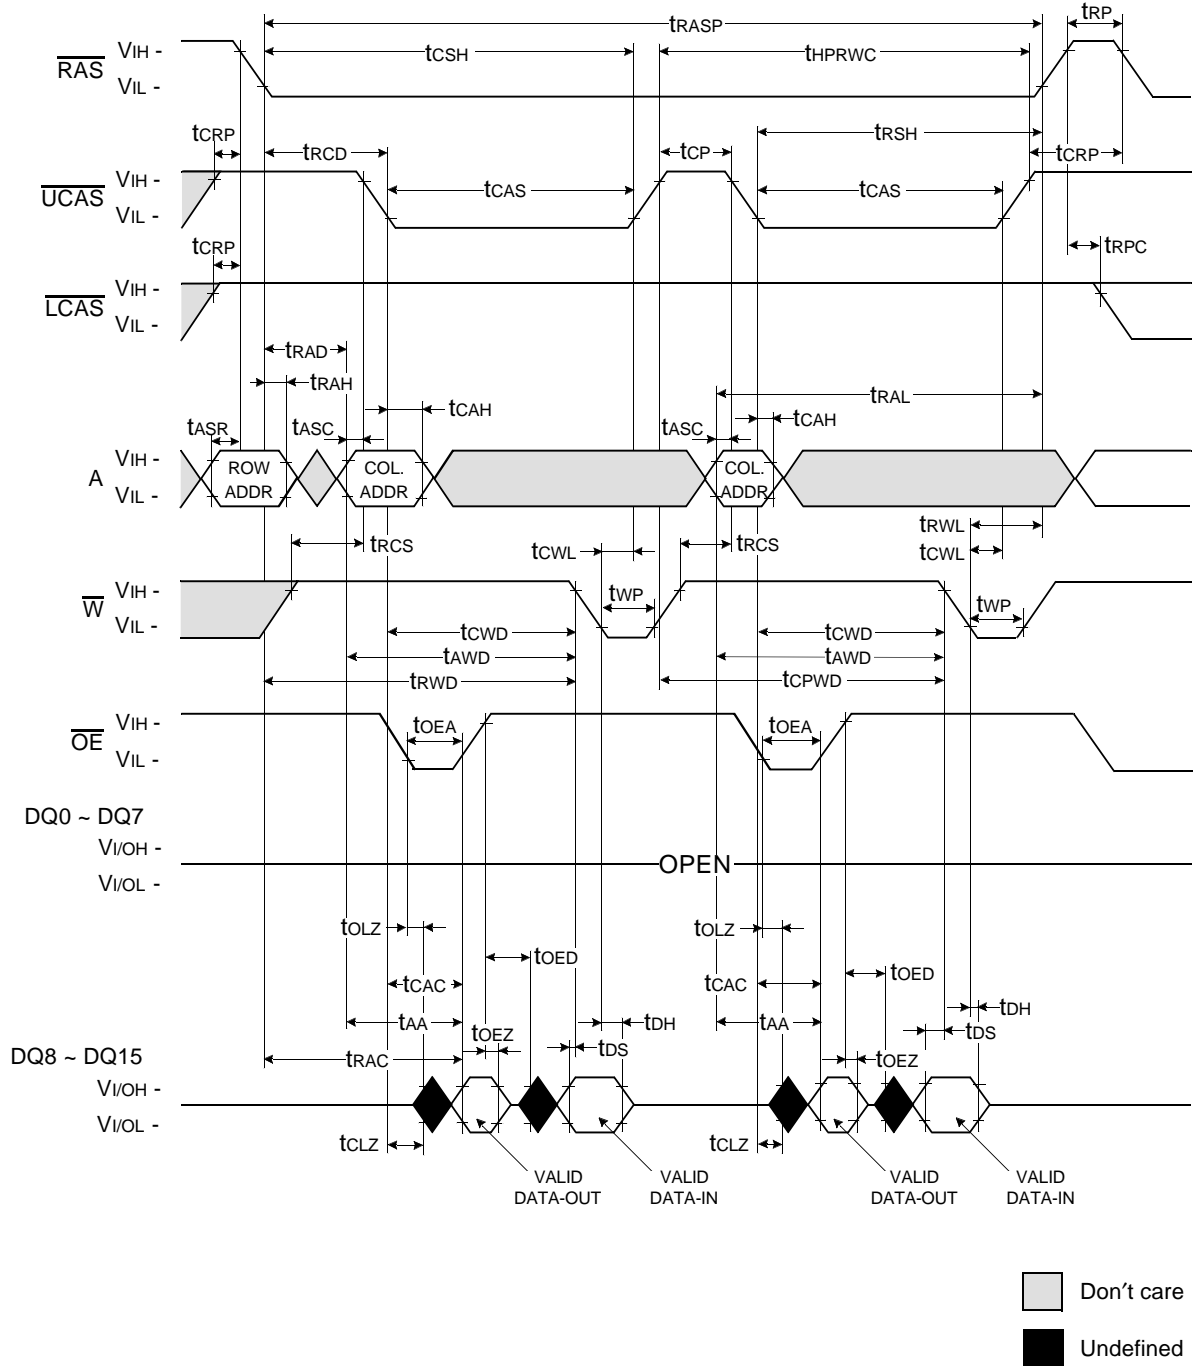 tRASP
tRP
tCSH
tHPRWC
RAS
VIH -
VIL -
tCRP
tRCD
tCP
tRSH
tCRP
UCAS
VIH -
VIL -
tCAS
tCAS
tCRP
tRPC
LCAS
VIH -
VIL -
tRAD
tRAH
tCAH
tRAL
tASR
tASC
tASC
tCAH
A
VIH -
VIL -
ROW
ADDR
COL.
ADDR
COL.
ADDR
tRCS
tCWL
tRCS
tRWL
tCWL
W
VIH -
VIL -
tWP
tWP
tCWD
tCWD
tAWD
tAWD
tRWD
tCPWD
OE
VIH -
VIL -
tOEA
tOEA
DQ0 ~ DQ7
VI/OH -
VI/OL -
OPEN
tOLZ
tOLZ
tOED
tOED
tCAC
tCAC
tAA
tOEZ
tDH
tAA
tDH
tDS
tRAC
tDS
tOEZ
DQ8 ~ DQ15
VI/OH -
VI/OL -
tCLZ
tCLZ
VALID
DATA-OUT
VALID
DATA-IN
VALID
DATA-OUT
VALID
DATA-IN
Don′t care
Undefined